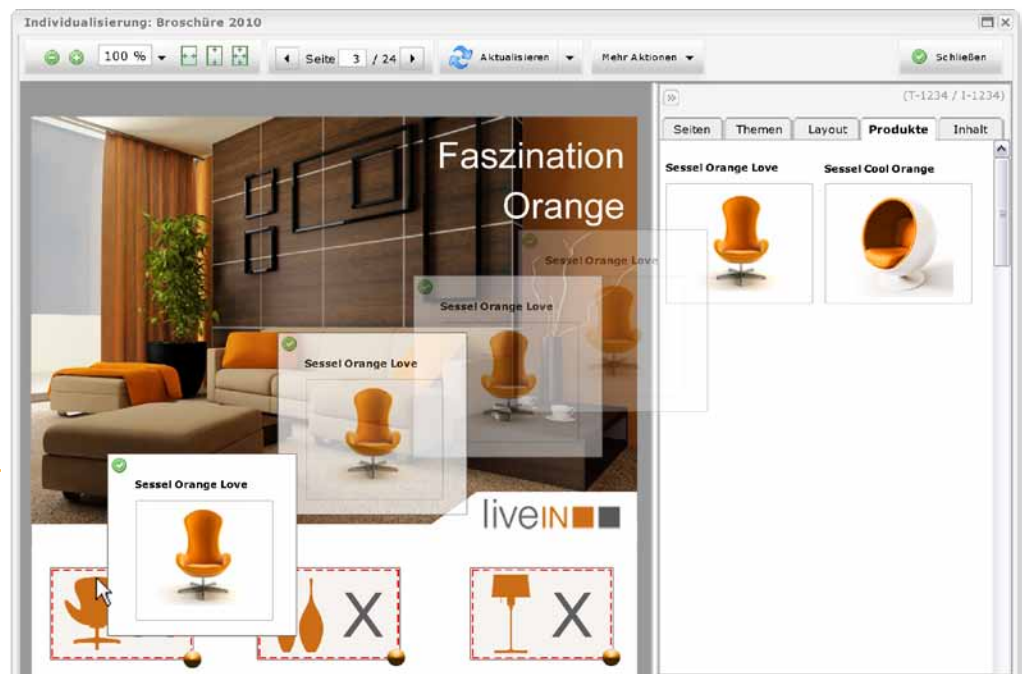 Individualisierung: Broschüre 2010
100 %
Seite 3 / 24
Aktualisieren
Mehr Aktionen
Schließen
(T-1234 / I-1234)
Seiten
Themen
Layout
Produkte
Inhalt
Sessel Orange Love
Sessel Cool Orange
Faszination
Orange
Sessel Orange Love
Sessel Orange Love
Sessel Orange Love
Sessel Orange Love
liveIN
X
X